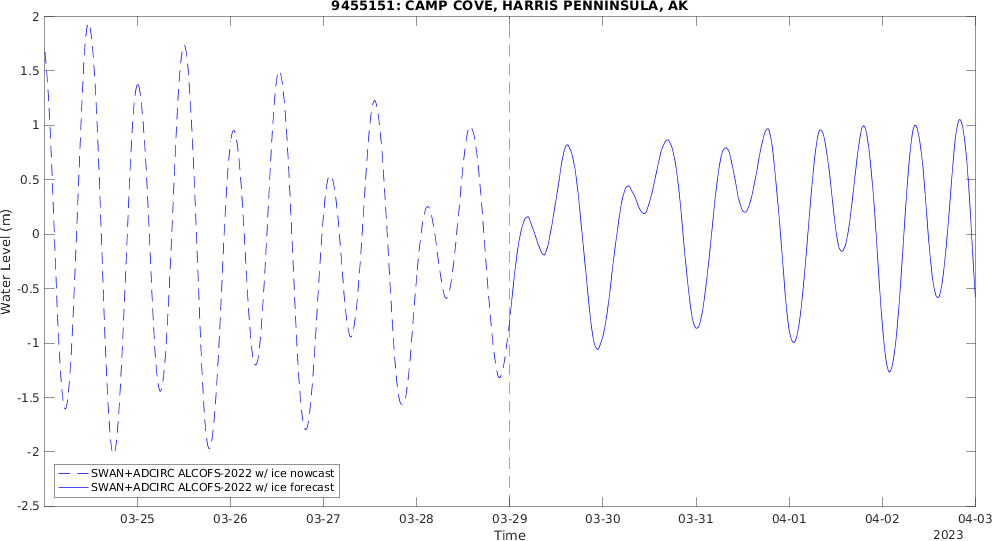 9455151: CAMP COVE, HARRIS PENNINSULA, AK
2
1.5
1
0.5
0
-0.5
-1
-1.5
-2
-2.5
Water Level (m)
SWAN+ADCIRC ALCOFS-2022 w/ ice nowcast
SWAN+ADCIRC ALCOFS-2022 w/ ice forecast
03-25 03-26 03-27 03-28 03-29 03-30 03-31 04-01 04-02 04-03
Time
2023